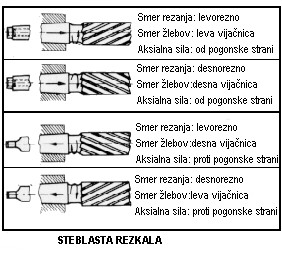 Smer rezanja: levorezno
Smer žlebov: leva vijačnica
Aksialna sila: od pogonske strani
Smer rezanja: desnorezno
Smer žlebov:desna vijačnica
Aksialna sila: od pogonske strani
Smer rezanja: levorezno
Smer žlebov:desna vijačnica
Aksialna sila: proti pogonske strani
Smer rezanja: desnorezno
Smer žlebov:leva vijačnica
Aksialna sila: proti pogonske strani
STEBLASTA REZKALA